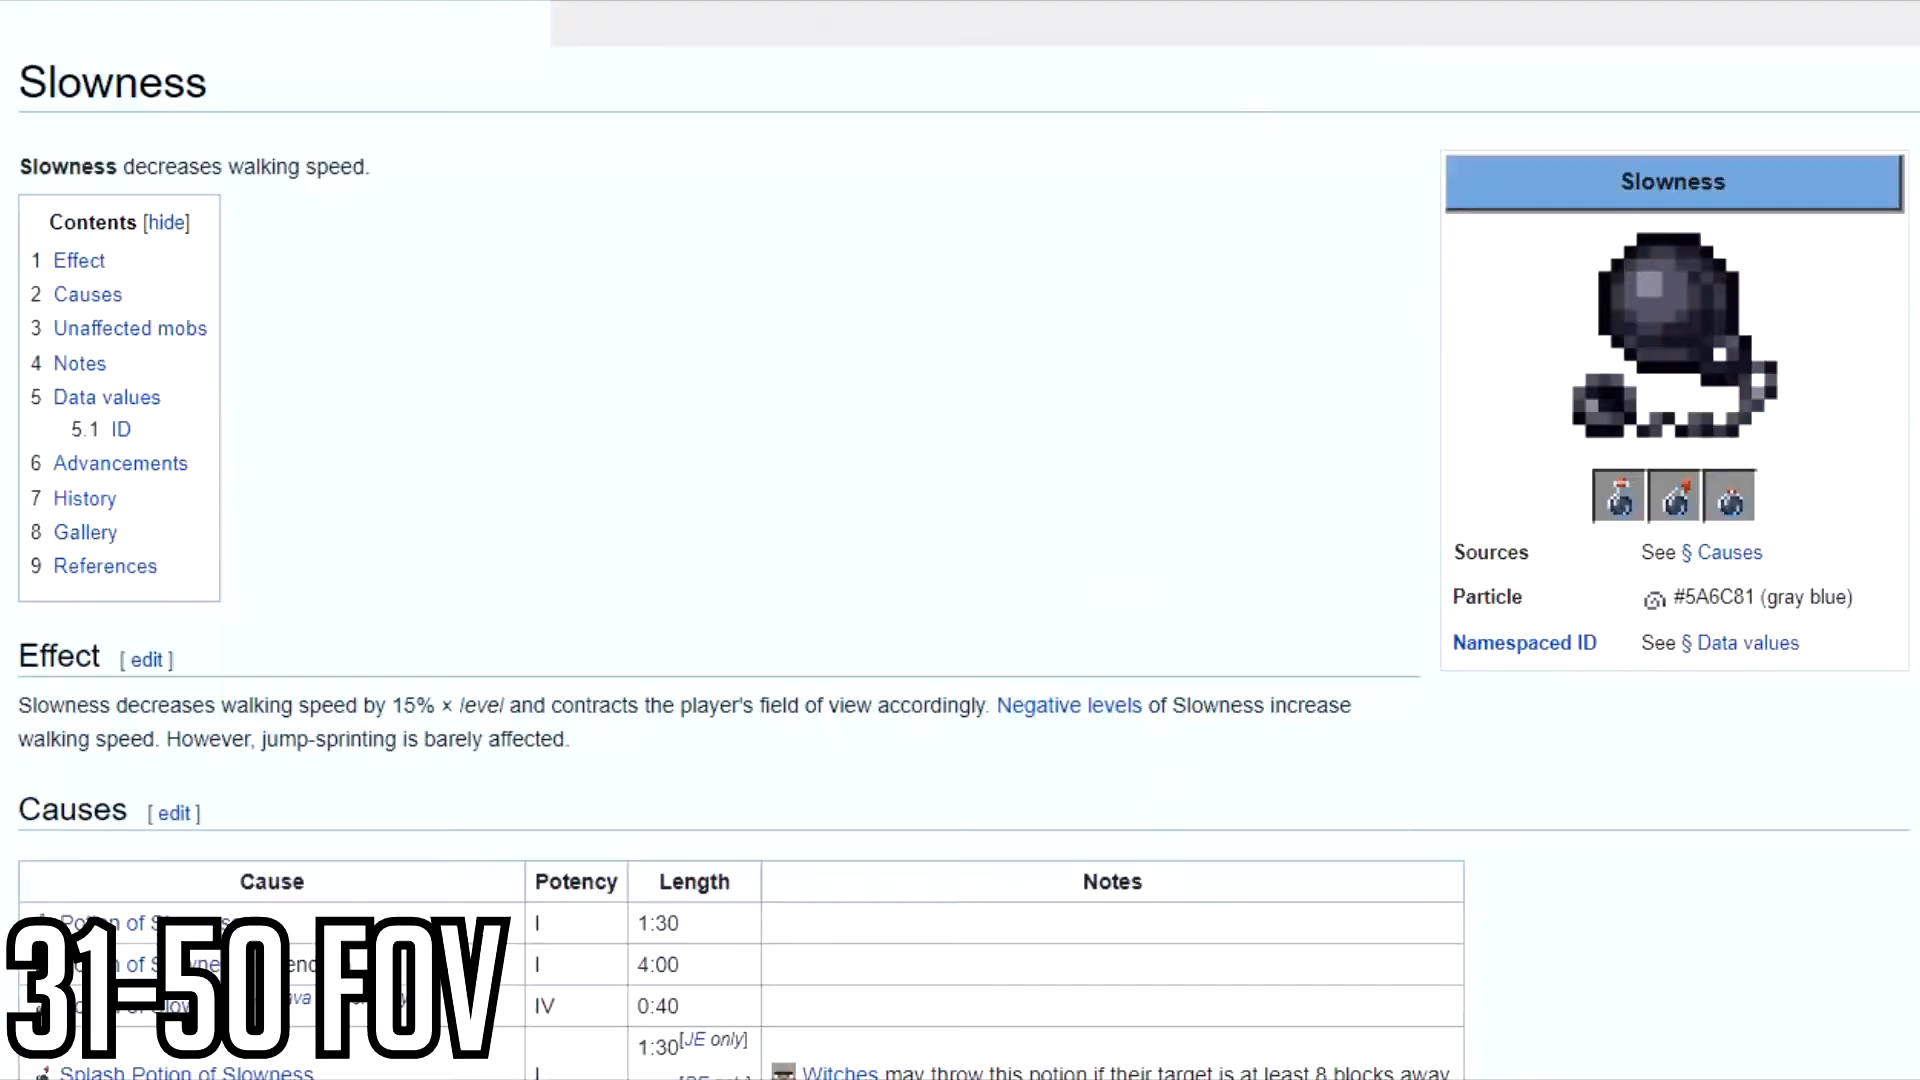 Slowness
Slowness decreases walking speed.
Contents [hide]
1 Effect
2 Causes
3 Unaffected mobs
4 Notes
5 Data values
5.1 ID
6 Advancements
7 History
8 Gallery
9 References
Slowness
Sources See § Causes
Particle #5A6C81 (gray blue)
Namespaced ID See § Data values
Effect [ edit ]
Slowness decreases walking speed by 15% × level and contracts the player's field of view accordingly. Negative levels of Slowness increase
walking speed. However, jump-sprinting is barely affected.
Causes [ edit ]
Cause Potency Length Notes
Potion of I 1:30
of I 4:00
IV 0:40
1:30[JE only]
Splash Potion of Slowness I Witches may throw this potion if their target is at least 8 blocks away
31-50 FOV